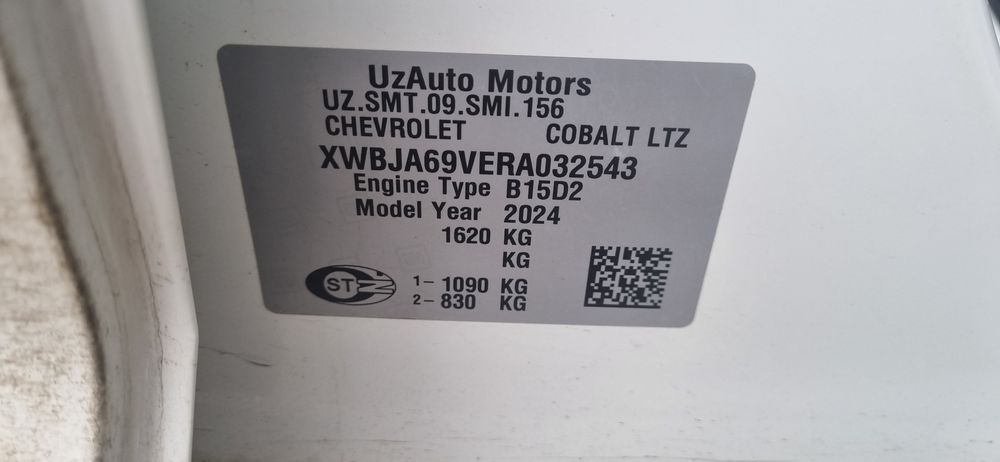 UzAuto Motors
UZ.SMT.09.SMI.156
CHEVROLET COBALT LTZ
XWBJA69VERA032543
Engine Type B15D2
Model Year 2024
1620 KG
KG
1- 1090 KG
2- 830 KG
ST